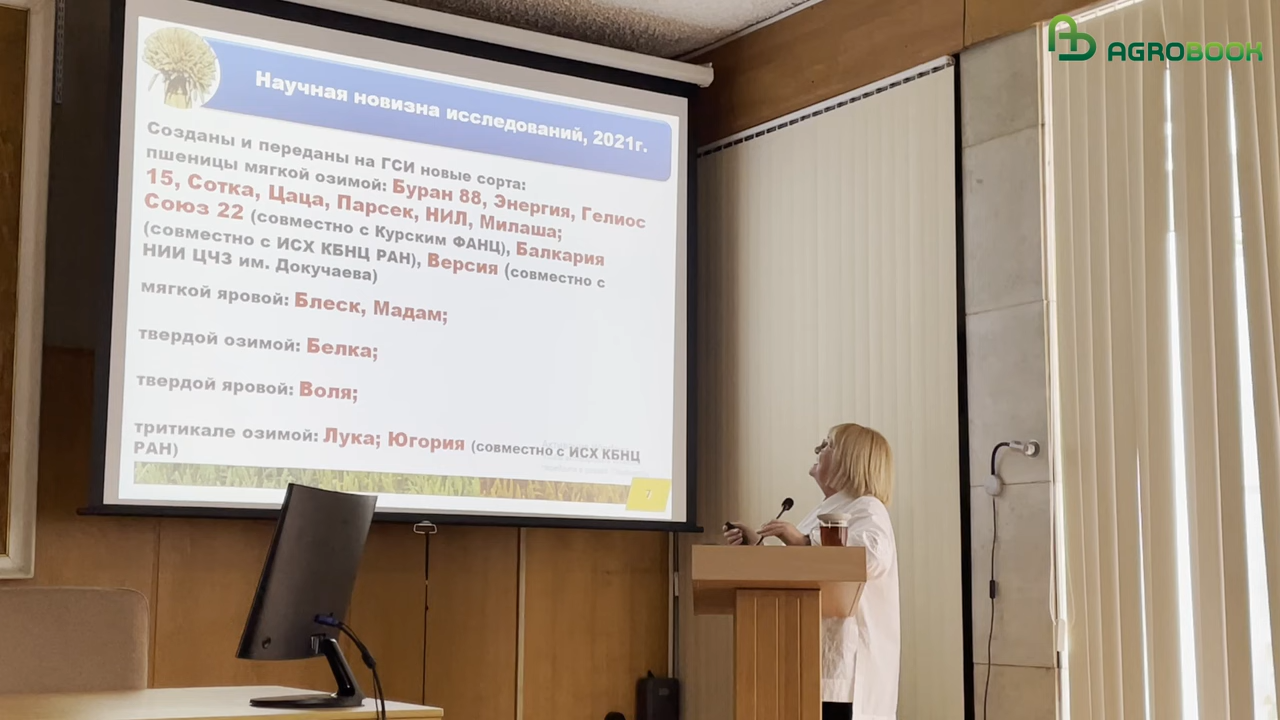 AGROBOOK
Научная новизна исследований, 2021г.
Созданы и переданы на ГСИ новые сорта:
пшеницы мягкой озимой: Буран 88, Энергия, Гелиос
15, Сотка, Цаца, Парсек, НИЛ, Милаша;
Союз 22 (совместно с Курским ФАНЦ), Балкария
(совместно с ИСХ КБНЦ РАН), Версия (совместно с
НИИ ЦЧЗ им. Докучаева)
мягкой яровой: Блеск, Мадам;
твердой озимой: Белка;
твердой яровой: Воля;
тритикале озимой: Лука; Югория (совместно с ИСХ КБНЦ
РАН)
7